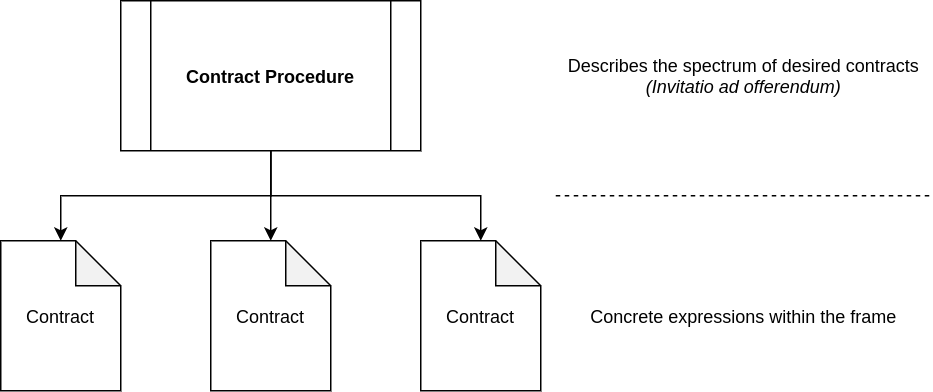 Contract Procedure
Describes the spectrum of desired contracts
(Invitatio ad offerendum)
Contract
Contract
Contract
Concrete expressions within the frame